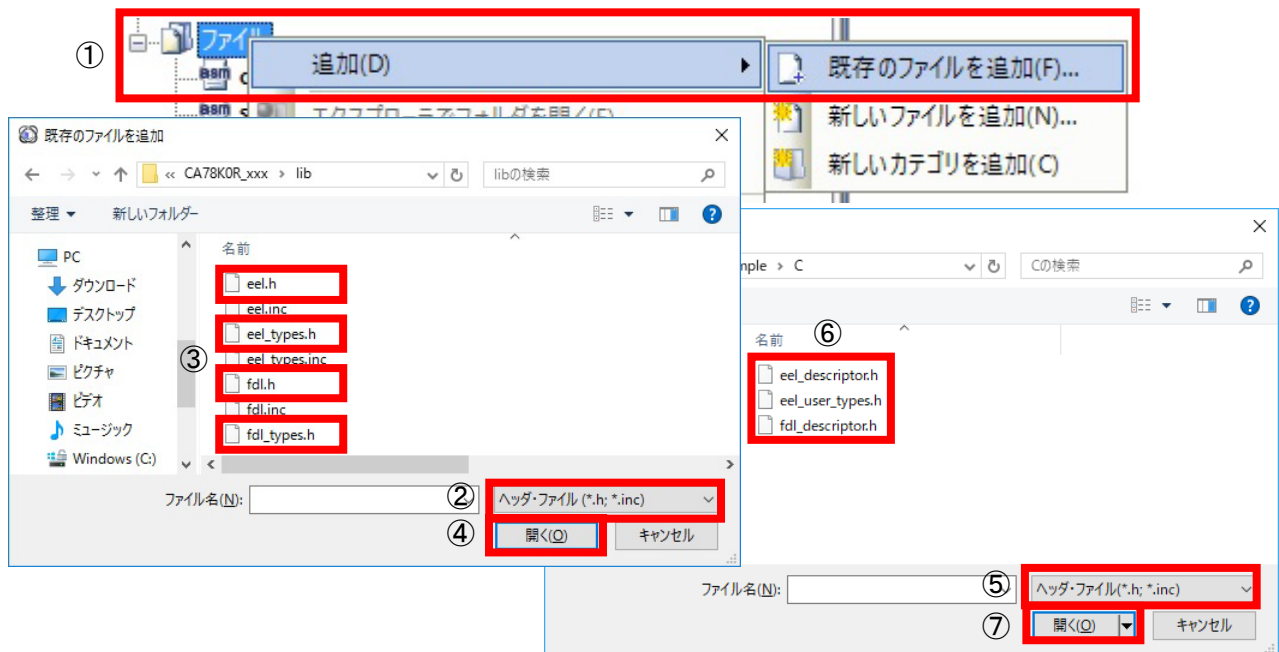 ①
ファイル
追加(D)
既存のファイルを追加(F)...
新しいファイルを追加(N)...
新しいカテゴリを追加(C)
既存のファイルを追加
« CA78K0R_xxx › lib
libの検索
整理
新しいフォルダー
PC
ダウンロード
デスクトップ
ドキュメント
ピクチャ
ビデオ
ミュージック
Windows (C:)
③
名前
eel.h
eel.inc
eel_types.h
eel_types.inc
fdl.h
fdl.inc
fdl_types.h
ファイル名(N):
②
ヘッダ・ファイル (*.h; *.inc)
④
開く(O)
キャンセル
› C
Cの検索
名前
⑥
eel_descriptor.h
eel_user_types.h
fdl_descriptor.h
ファイル名(N):
⑤
ヘッダ・ファイル(*.h; *.inc)
⑦
開く(O)
キャンセル